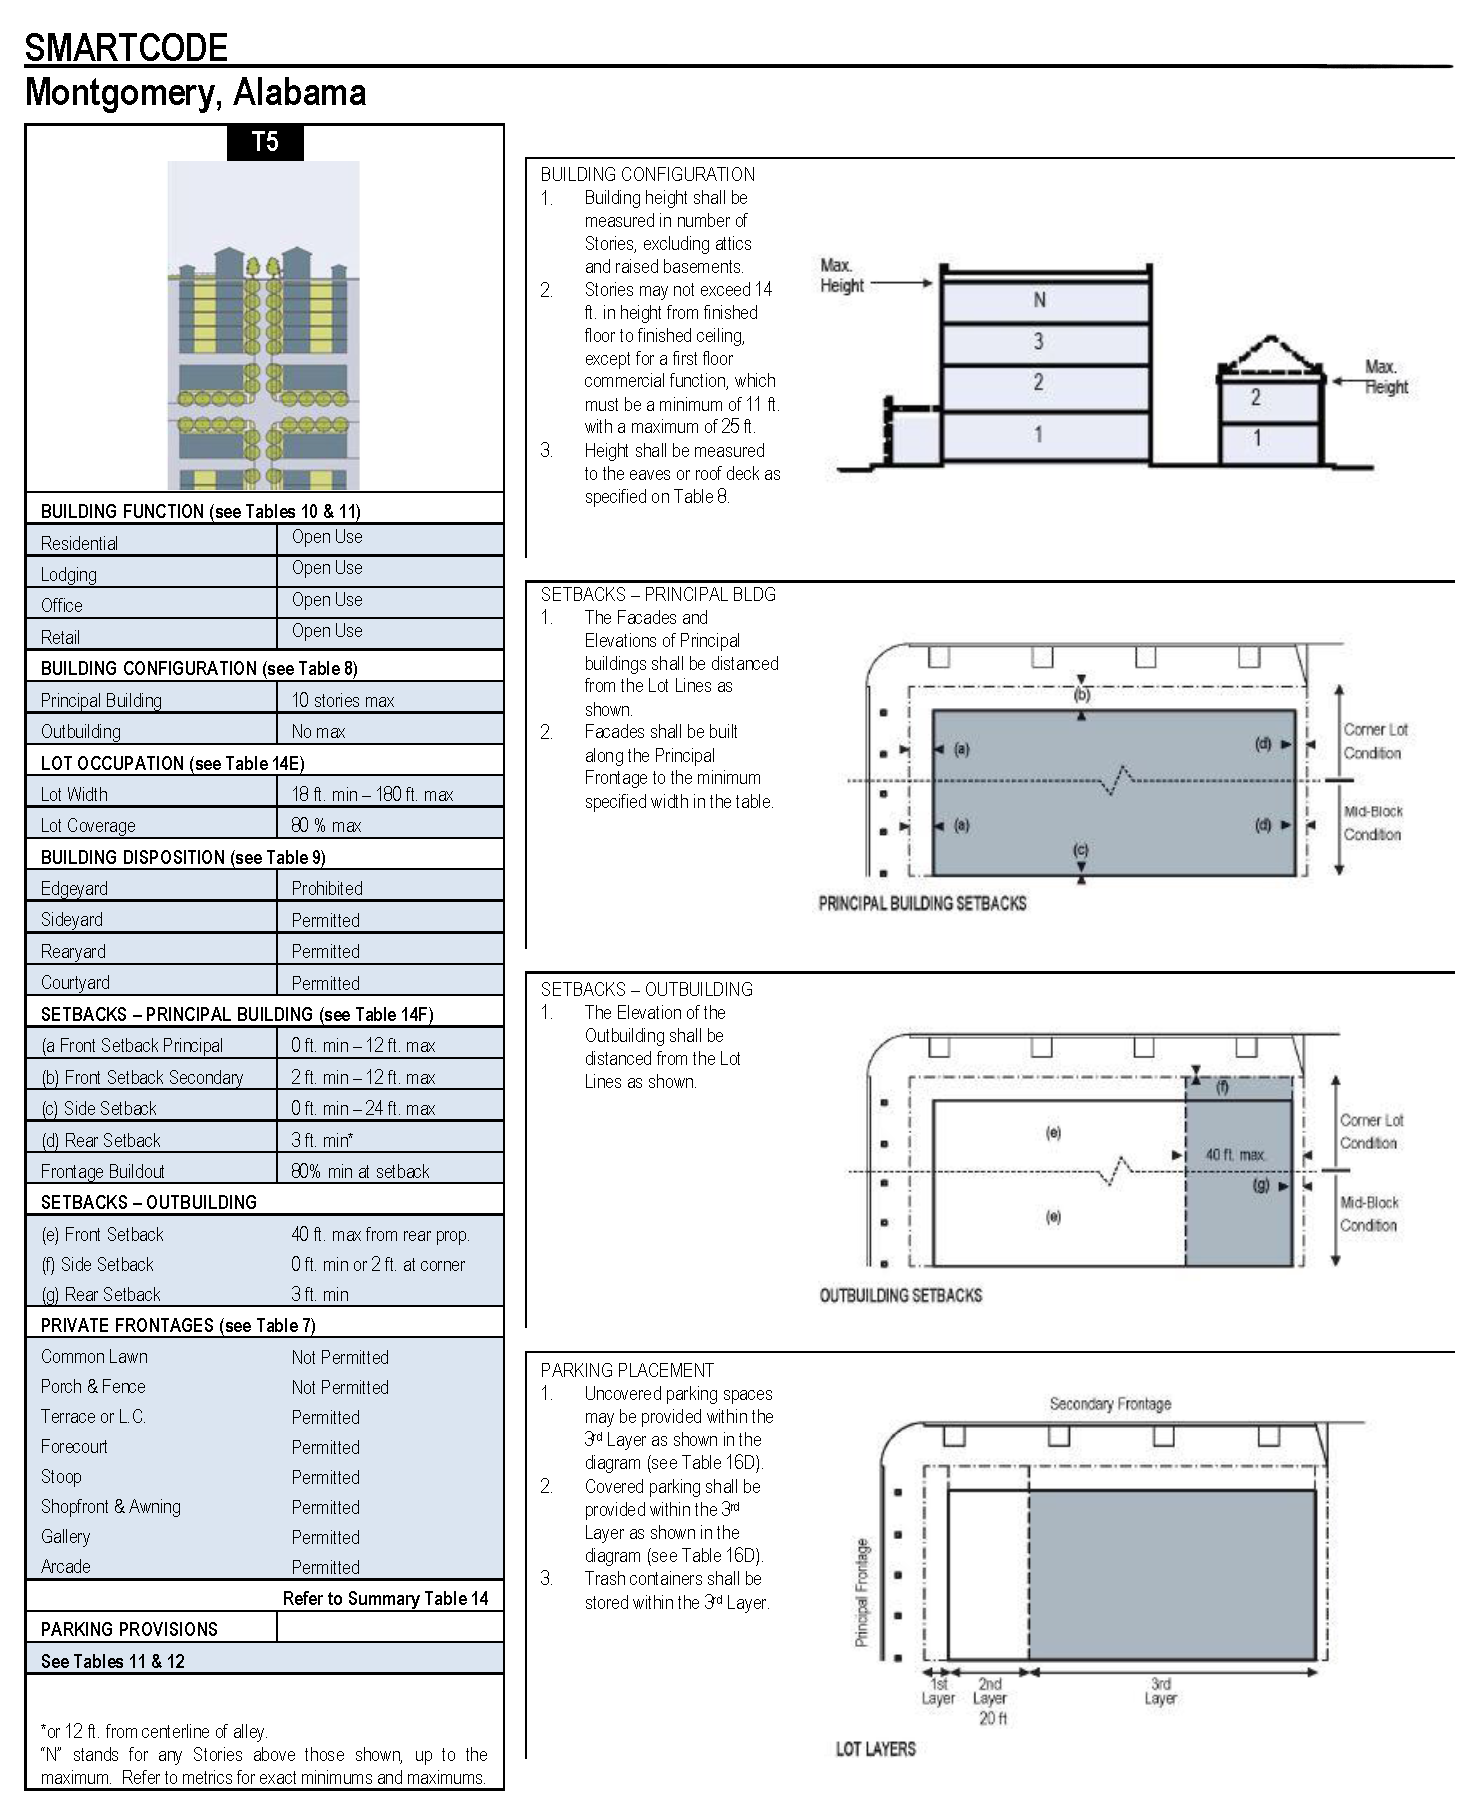 SMARTCODE
Montgomery, Alabama
T5
BUILDING FUNCTION (see Tables 10 & 11)
Residential Open Use
Lodging Open Use
Office Open Use
Retail Open Use
BUILDING CONFIGURATION (see Table 8)
Principal Building 10 stories max
Outbuilding No max
LOT OCCUPATION (see Table 14E)
Lot Width 18 ft. min – 180 ft. max
Lot Coverage 80 % max
BUILDING DISPOSITION (see Table 9)
Edgeyard Prohibited
Sideyard Permitted
Rearyard Permitted
Courtyard Permitted
SETBACKS – PRINCIPAL BUILDING (see Table 14F)
(a Front Setback Principal 0 ft. min – 12 ft. max
(b) Front Setback Secondary 2 ft. min – 12 ft. max
(c) Side Setback 0 ft. min – 24 ft. max
(d) Rear Setback 3 ft. min*
Frontage Buildout 80% min at setback
SETBACKS – OUTBUILDING
(e) Front Setback 40 ft. max from rear prop.
(f) Side Setback 0 ft. min or 2 ft. at corner
(g) Rear Setback 3 ft. min
PRIVATE FRONTAGES (see Table 7)
Common Lawn Not Permitted
Porch & Fence Not Permitted
Terrace or L.C. Permitted
Forecourt Permitted
Stoop Permitted
Shopfront & Awning Permitted
Gallery Permitted
Arcade Permitted
Refer to Summary Table 14
PARKING PROVISIONS
See Tables 11 & 12
*or 12 ft. from centerline of alley.
“N” stands for any Stories above those shown, up to the
maximum. Refer to metrics for exact minimums and maximums.
BUILDING CONFIGURATION
1. Building height shall be
measured in number of
Stories, excluding attics
and raised basements.
2. Stories may not exceed 14
ft. in height from finished
floor to finished ceiling,
except for a first floor
commercial function, which
must be a minimum of 11 ft.
with a maximum of 25 ft.
3. Height shall be measured
to the eaves or roof deck as
specified on Table 8.
Max.
Height
N
3
2
1
2
1
Max.
Height
SETBACKS – PRINCIPAL BLDG
1. The Facades and
Elevations of Principal
buildings shall be distanced
from the Lot Lines as
shown.
2. Facades shall be built
along the Principal
Frontage to the minimum
specified width in the table.
(b)
(a)
(d)
Corner Lot
Condition
(a)
(d)
Mid-Block
Condition
(c)
PRINCIPAL BUILDING SETBACKS
SETBACKS – OUTBUILDING
1. The Elevation of the
Outbuilding shall be
distanced from the Lot
Lines as shown.
(f)
(e)
40 ft. max.
Corner Lot
Condition
(g)
(e)
Mid-Block
Condition
OUTBUILDING SETBACKS
PARKING PLACEMENT
1. Uncovered parking spaces
may be provided within the
3rd Layer as shown in the
diagram (see Table 16D).
2. Covered parking shall be
provided within the 3rd
Layer as shown in the
diagram (see Table 16D).
3. Trash containers shall be
stored within the 3rd Layer.
Secondary Frontage
Principal Frontage
1st
Layer
2nd
Layer
20 ft
3rd
Layer
LOT LAYERS